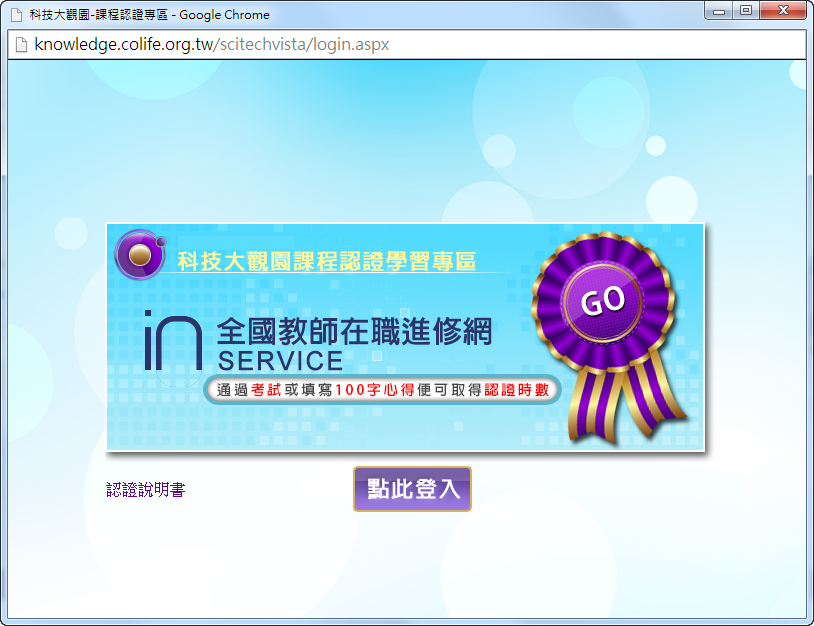 科技大觀園-課程認證專區 - Google Chrome
knowledge.colife.org.tw/scitechvista/login.aspx
科技大觀園課程認證學習專區
GO
in 全國教師在職進修網
SERVICE
通過考試或填寫100字心得便可取得認證時數
認證說明書
點此登入